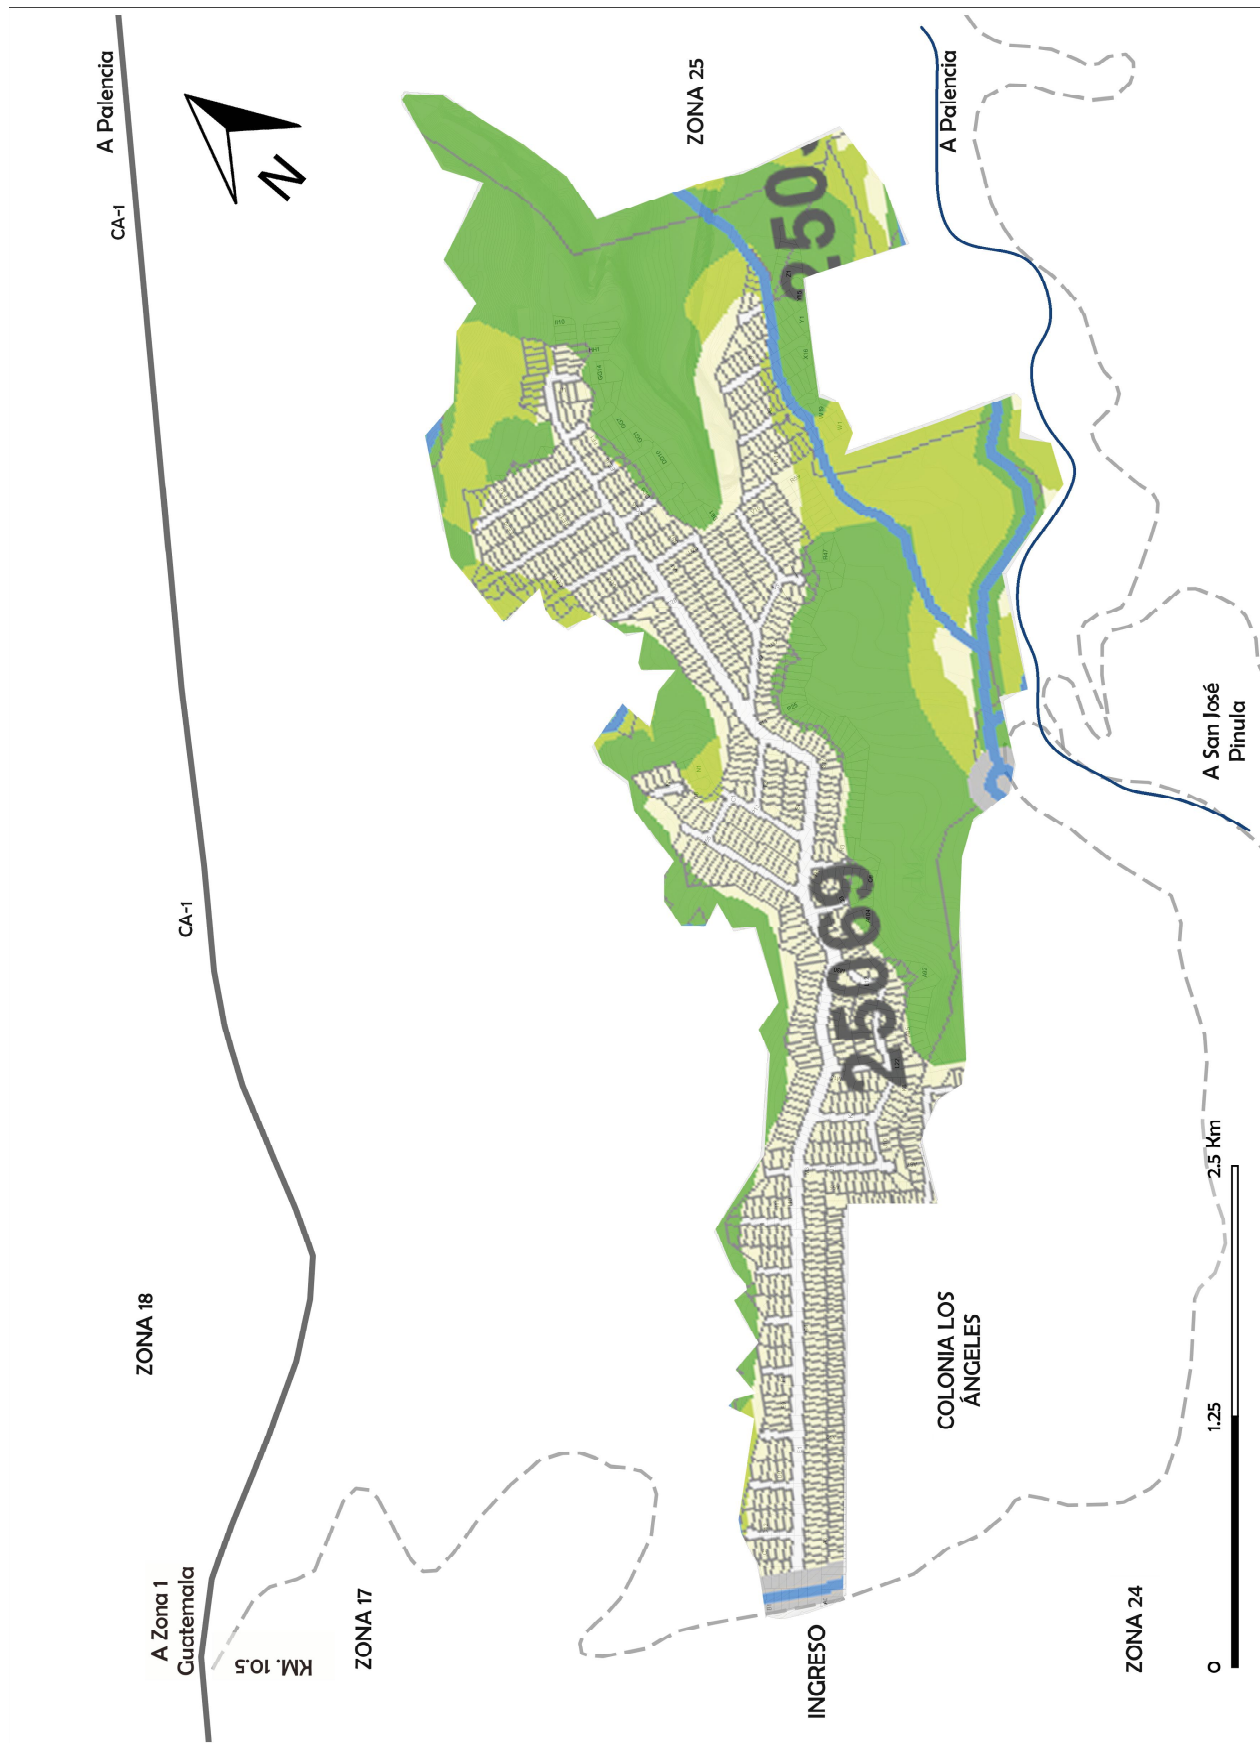 A Palencia
CA-1
N
ZONA 25
A Palencia
250
A San José
Pinula
CA-1
25069
ZONA 18
COLONIA LOS
ÁNGELES
A Zona 1
Guatemala
KM. 10.5
ZONA 17
INGRESO
ZONA 24
0
1.25
2.5 Km